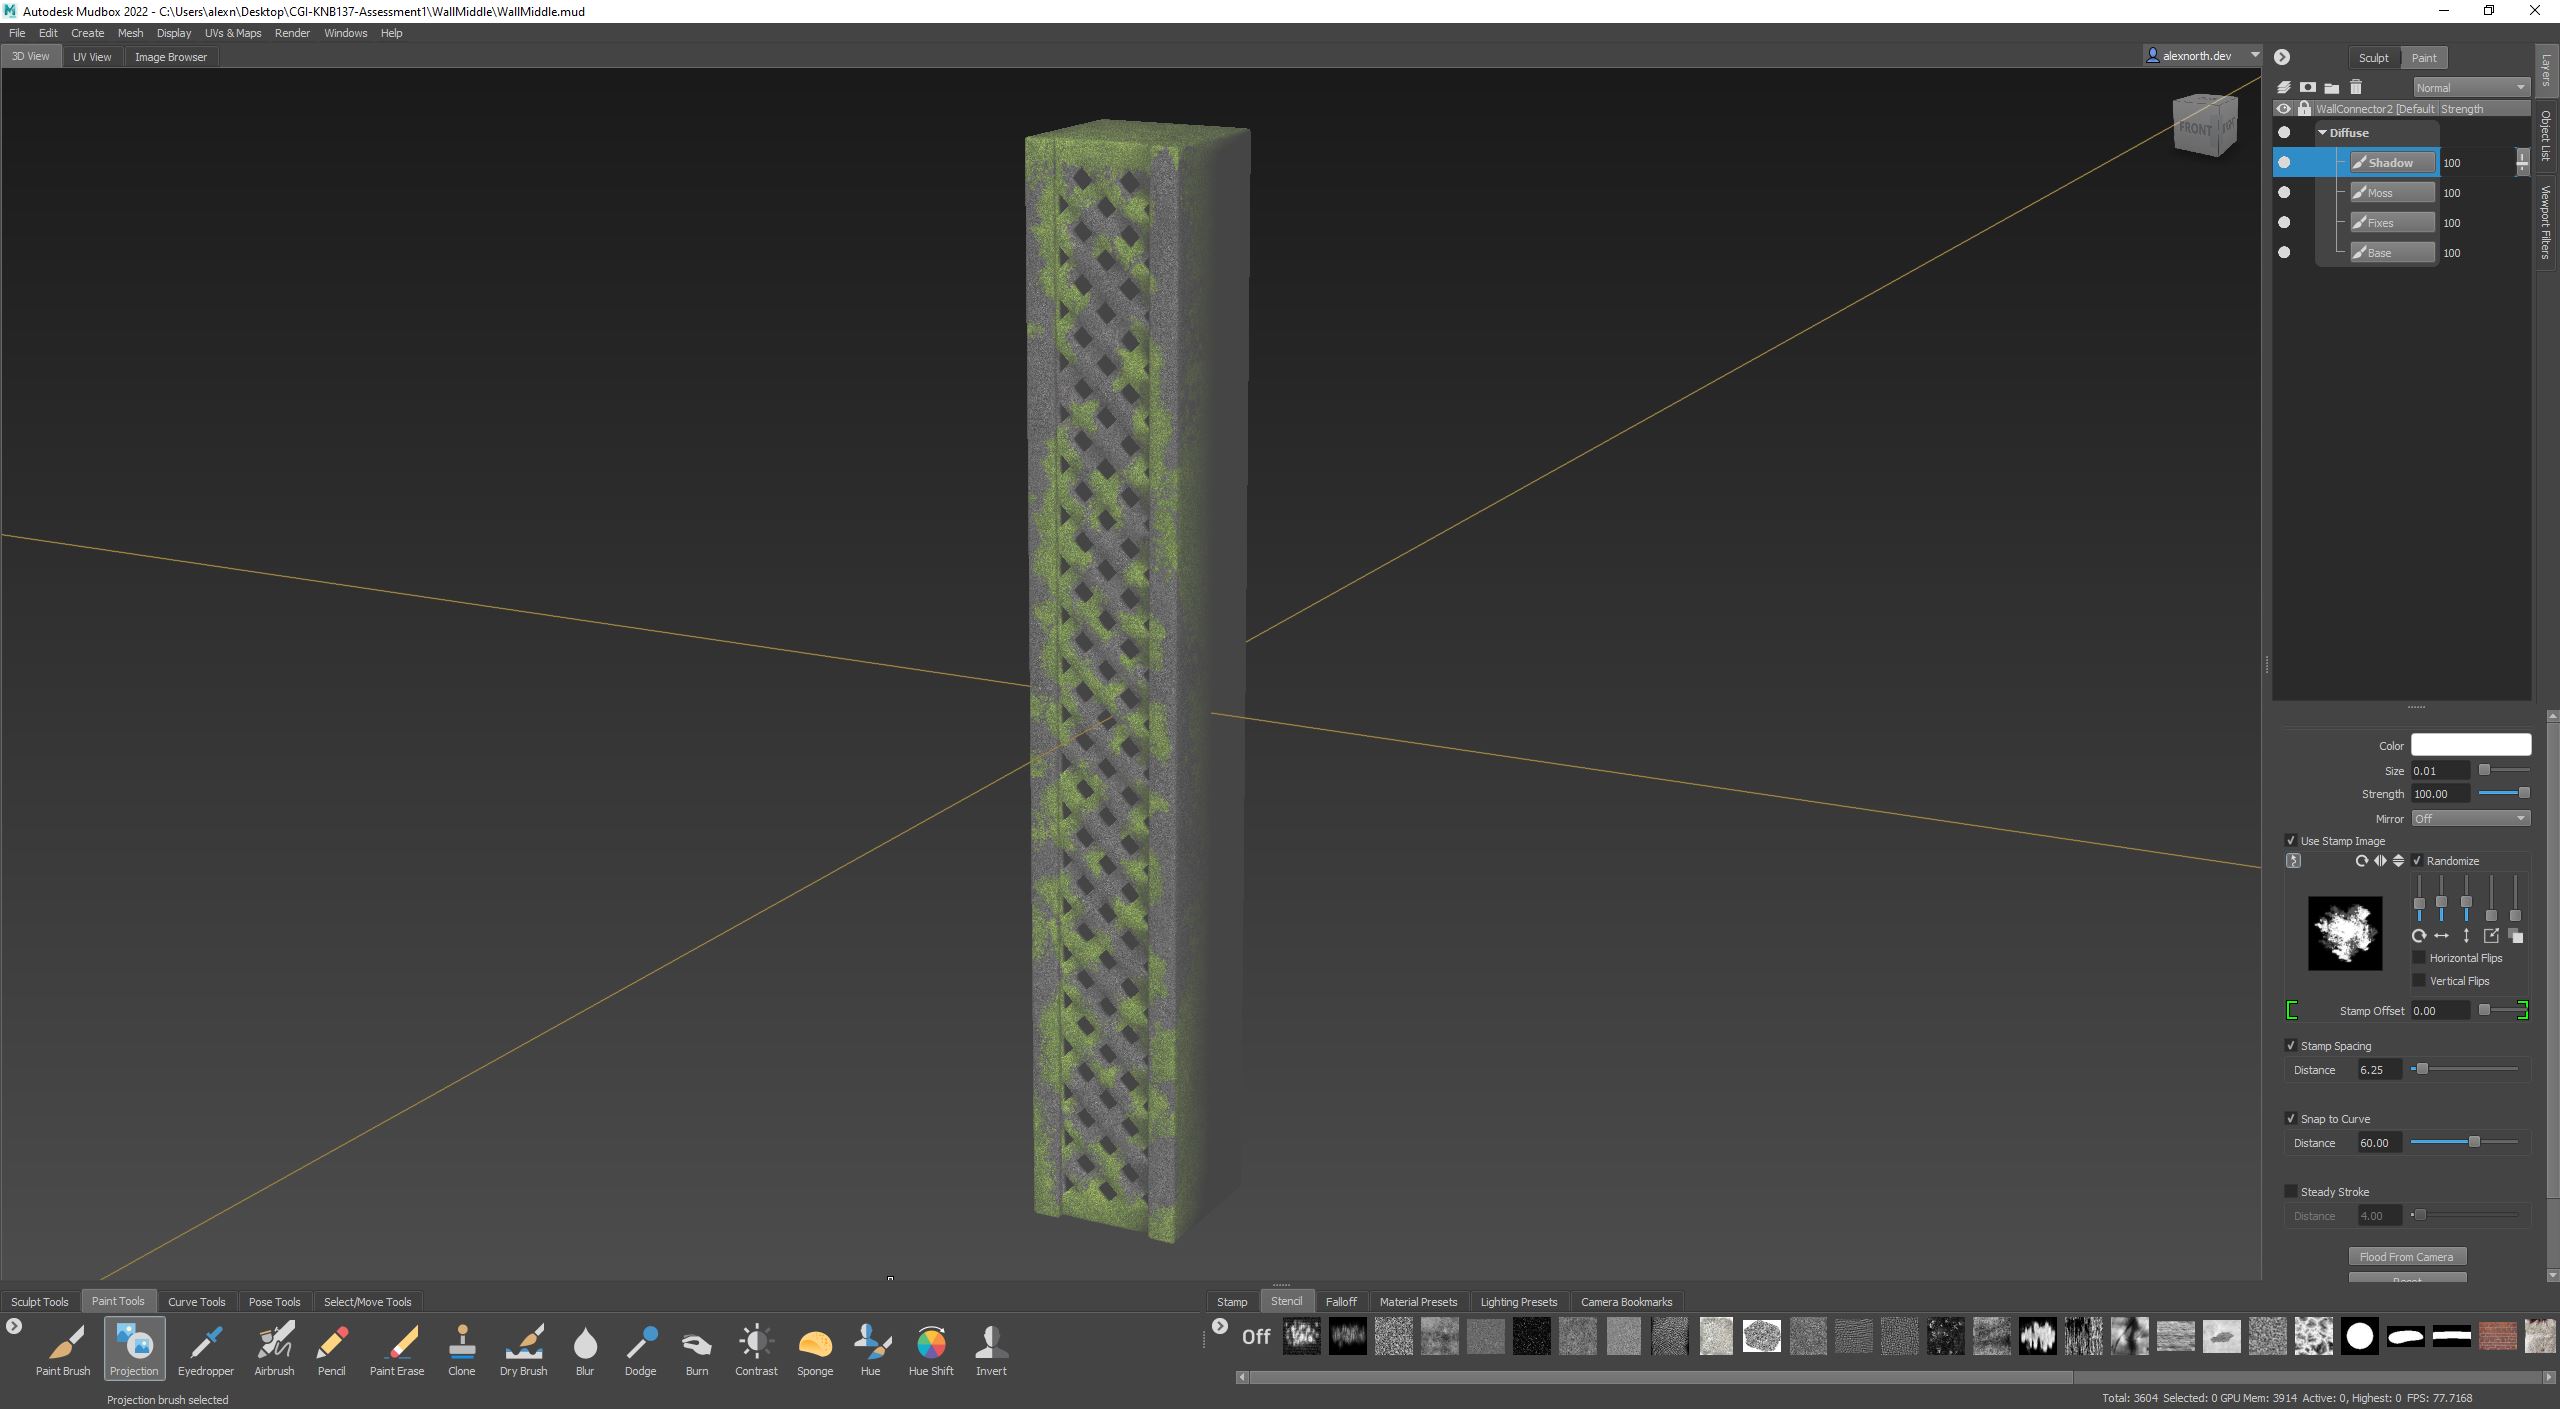 Autodesk Mudbox 2022 - C:\Users\alexn\Desktop\CGI-KNB137-Assessment1\WallMiddle\WallMiddle.mud
File Edit Create Mesh Display UVs & Maps Render Windows Help
3D View UV View Image Browser
alexnorth.dev
Sculpt Paint
Normal
WallConnector2 [Default Strength
Diffuse
Shadow 100
Moss 100
Fixes 100
Base 100
Layers
Object List
Viewport Filters
FRONT
Color
Size 0.01
Strength 100.00
Mirror Off
Use Stamp Image
Randomize
Horizontal Flips
Vertical Flips
Stamp Offset 0.00
Stamp Spacing
Distance 6.25
Snap to Curve
Distance 60.00
Steady Stroke
Distance 4.00
Flood From Camera
Sculpt Tools Paint Tools Curve Tools Pose Tools Select/Move Tools
Paint Brush Projection Eyedropper Airbrush Pencil Paint Erase Clone Dry Brush Blur Dodge Burn Contrast Sponge Hue Hue Shift Invert
Projection brush selected
Stamp Stencil Falloff Material Presets Lighting Presets Camera Bookmarks
Off
Total: 3604 Selected: 0 GPU Mem: 3914 Active: 0, Highest: 0 FPS: 77.7168